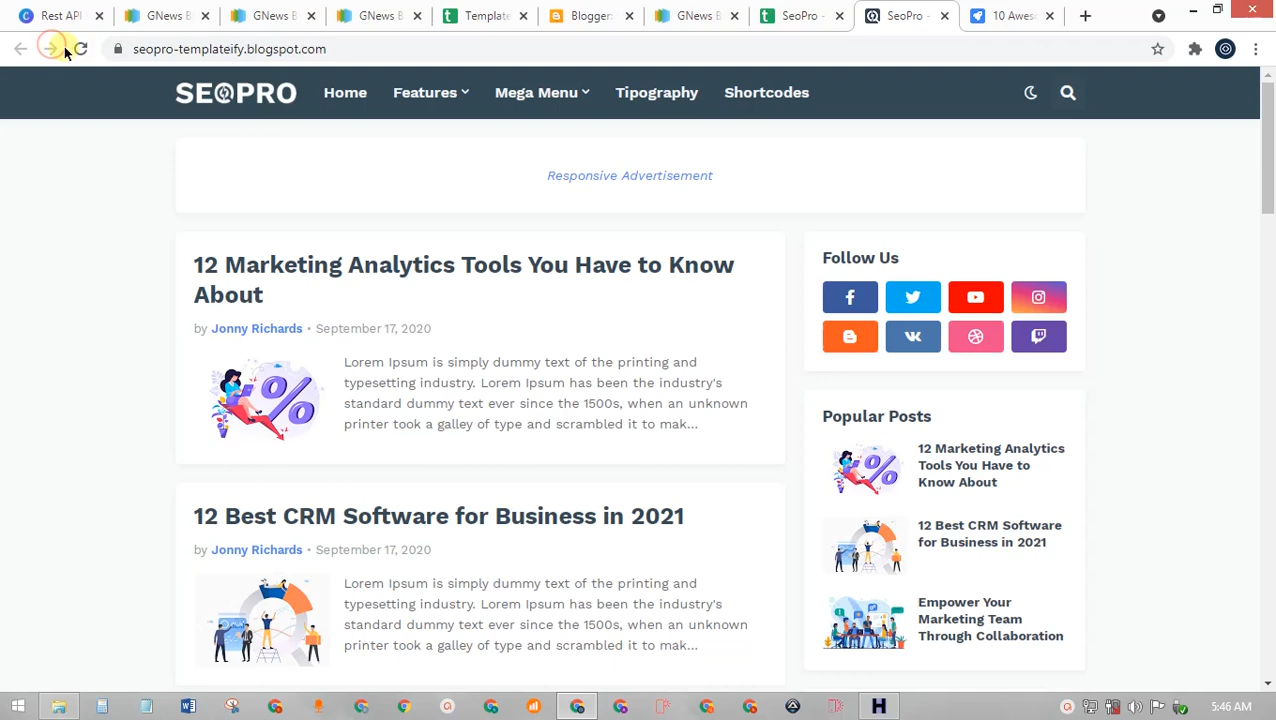 Rest API
GNews B
GNews B
GNews B
Template
Blogger:
GNews B
SeoPro -
SeoPro -
10 Aweso
seopro-templateify.blogspot.com
SEOPRO
Home
Features
Mega Menu
Tipography
Shortcodes
Responsive Advertisement
12 Marketing Analytics Tools You Have to Know
About
by Jonny Richards • September 17, 2020
Lorem Ipsum is simply dummy text of the printing and
typesetting industry. Lorem Ipsum has been the industry's
standard dummy text ever since the 1500s, when an unknown
printer took a galley of type and scrambled it to mak...
12 Best CRM Software for Business in 2021
by Jonny Richards • September 17, 2020
Lorem Ipsum is simply dummy text of the printing and
typesetting industry. Lorem Ipsum has been the industry's
standard dummy text ever since the 1500s, when an unknown
printer took a galley of type and scrambled it to mak...
Follow Us
Popular Posts
12 Marketing Analytics
Tools You Have to
Know About
12 Best CRM Software
for Business in 2021
Empower Your
Marketing Team
Through Collaboration
5:46 AM